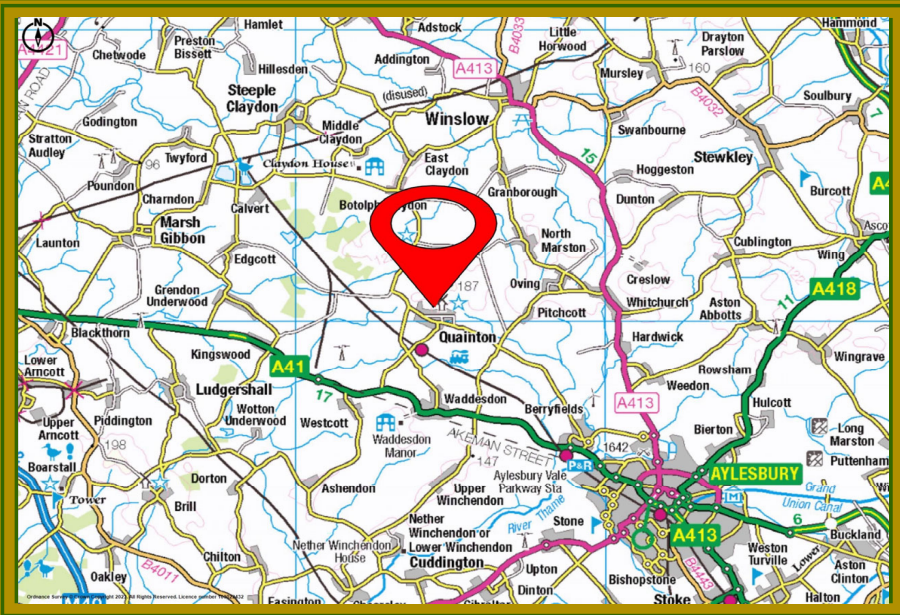 N
A4421
Chetwode
Preston
Bissett
Hamlet
Adstock
Addington
A413
B4033
Little
Horwood
Drayton
Parslow
Hammond
Mursley
160
B4032
Soulbury
7
Hillesden
Steeple
Claydon
(disused)
Winslow
Swanbourne
15
Stewkley
Stratton
Audley
Godington
96
Twyford
Middle
Claydon
Claydon House
East
Claydon
Granborough
Hoggeston
Burcott
Poundon
Charndon
Calvert
Dunton
Launton
Marsh
Gibbon
Edgcott
North
Marston
Cublington
Wing
Grendon
Underwood
187
Oving
Creslow
Whitchurch
Aston
Abbotts
11
A418
Pitchcott
Blackthorn
Kingswood
Quainton
Hardwick
Wingrave
Lower
Arncott
A41
17
Rowsham
Weedon
Ludgershall
Waddesdon
Berryfields
A413
Hulcott
Upper
Arncott
Piddington
Wotton
Underwood
Westcott
Waddesdon
Manor
AKEMAN STREET
1642
Bierton
Long
Marston
198
147
P&R
Puttenham
Boarstall
Dorton
Ashendon
Upper
Winchendon
Aylesbury Vale
Parkway Sta
AYLESBURY
M
Tower
Brill
River Thame
Grand
Union Canal
Nether
Winchendon or
Lower Winchendon
Stone
A413
6
Buckland
Nether Winchendon
House
Cuddington
Weston
Turville
Lower
Chilton
Upton
Aston
Clinton
Oakley
B4011
Dinton
Bishopstone
B4443
Halton
Easington
Stoke